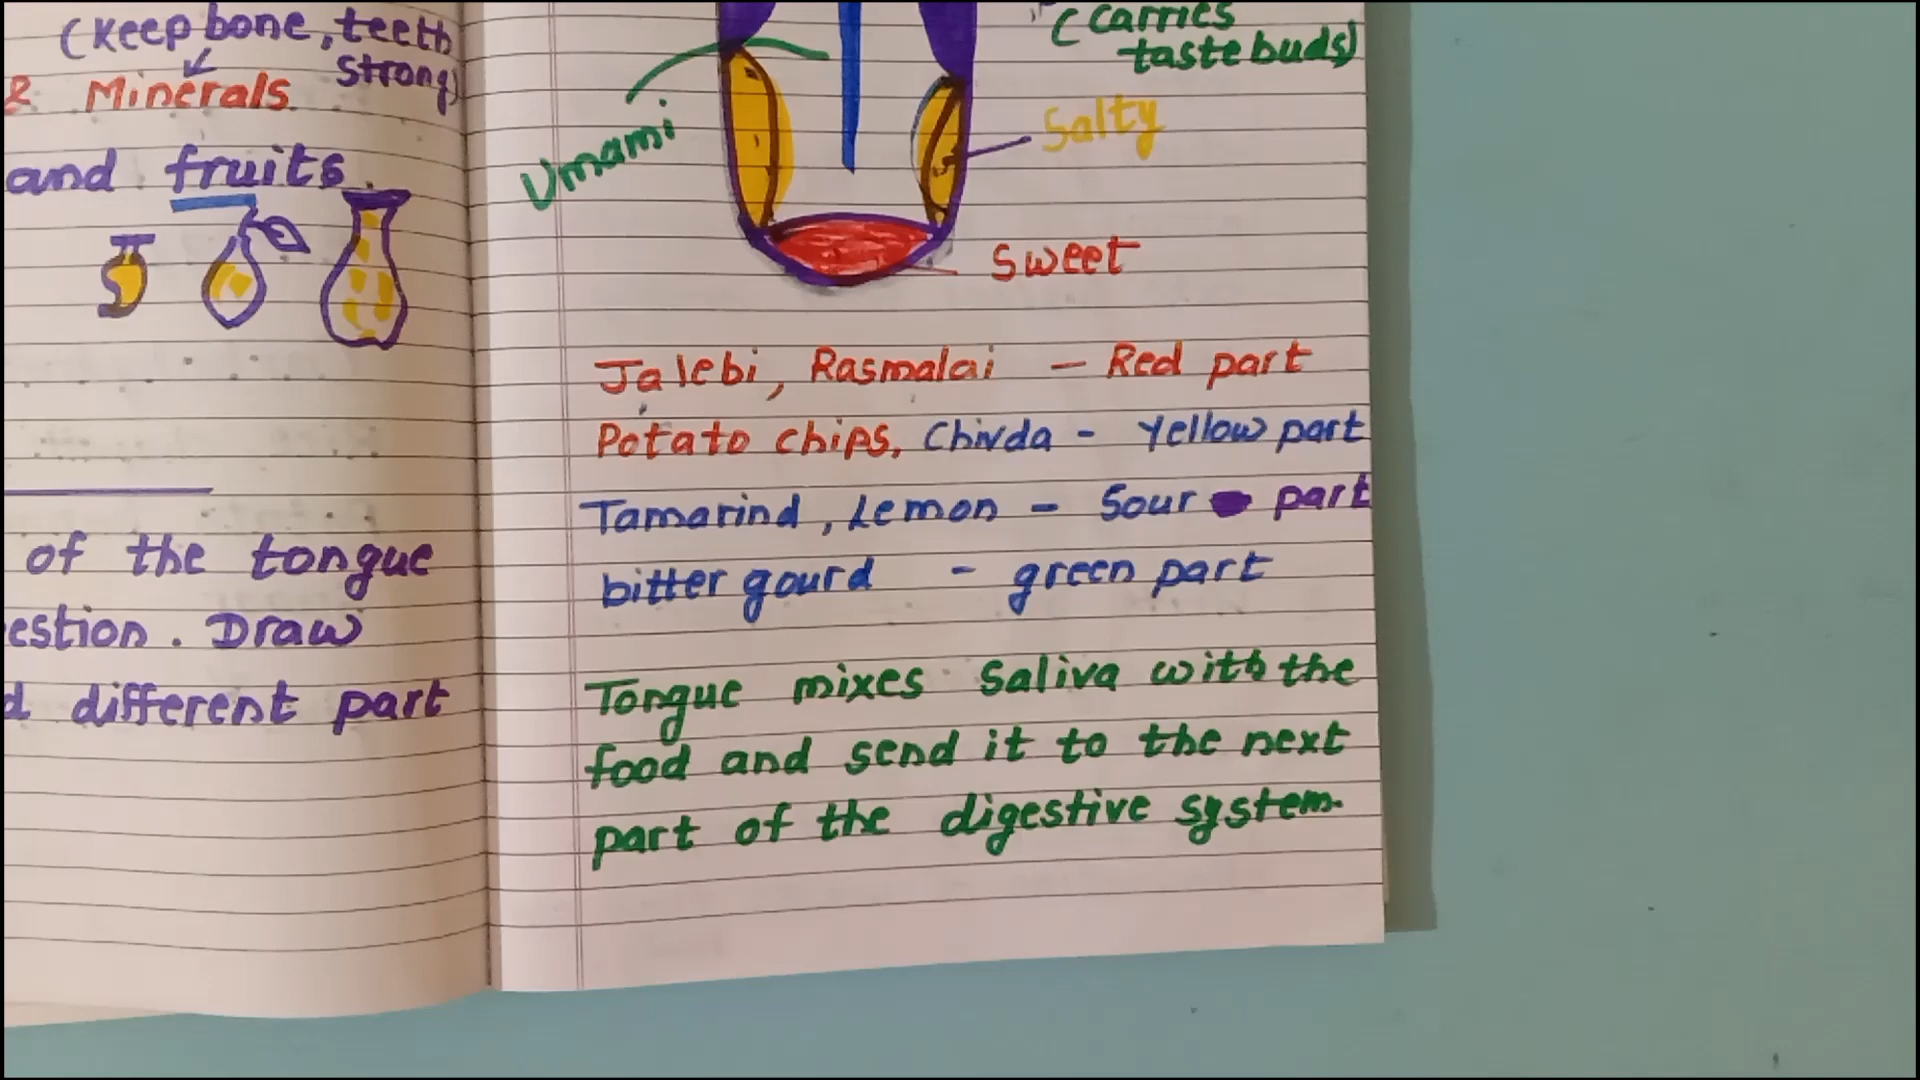 (Keep bone, teeth
strong)
& Minerals.
and fruits.
of the tongue
estion. Draw
d different part
(Carries
taste buds)
Umami
Salty
Sweet
Jalebi, Rasmalai - Red part
Potato chips, Chivda - Yellow part
Tamarind, Lemon - Sour part
bitter gourd - green part
Tongue mixes Saliva with the
food and send it to the next
part of the digestive system.